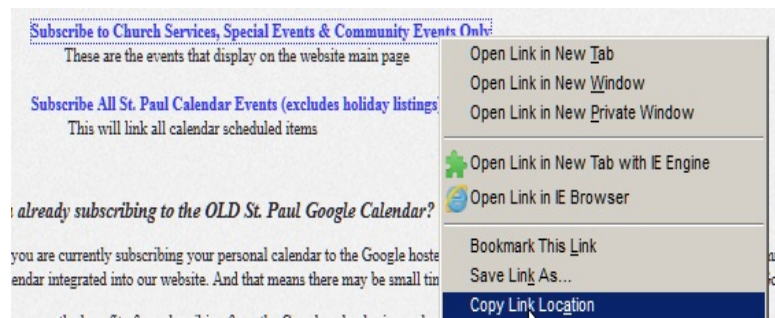 Subscribe to Church Services, Special Events & Community Events Only
These are the events that display on the website main page
Subscribe All St. Paul Calendar Events (excludes holiday listings)
This will link all calendar scheduled items
already subscribing to the OLD St. Paul Google Calendar?
you are currently subscribing your personal calendar to the Google hoste
endar integrated into our website. And that means there may be small tin
Open Link in New Tab
Open Link in New Window
Open Link in New Private Window
Open Link in New Tab with IE Engine
Open Link in IE Browser
Bookmark This Link
Save Link As...
Copy Link Location